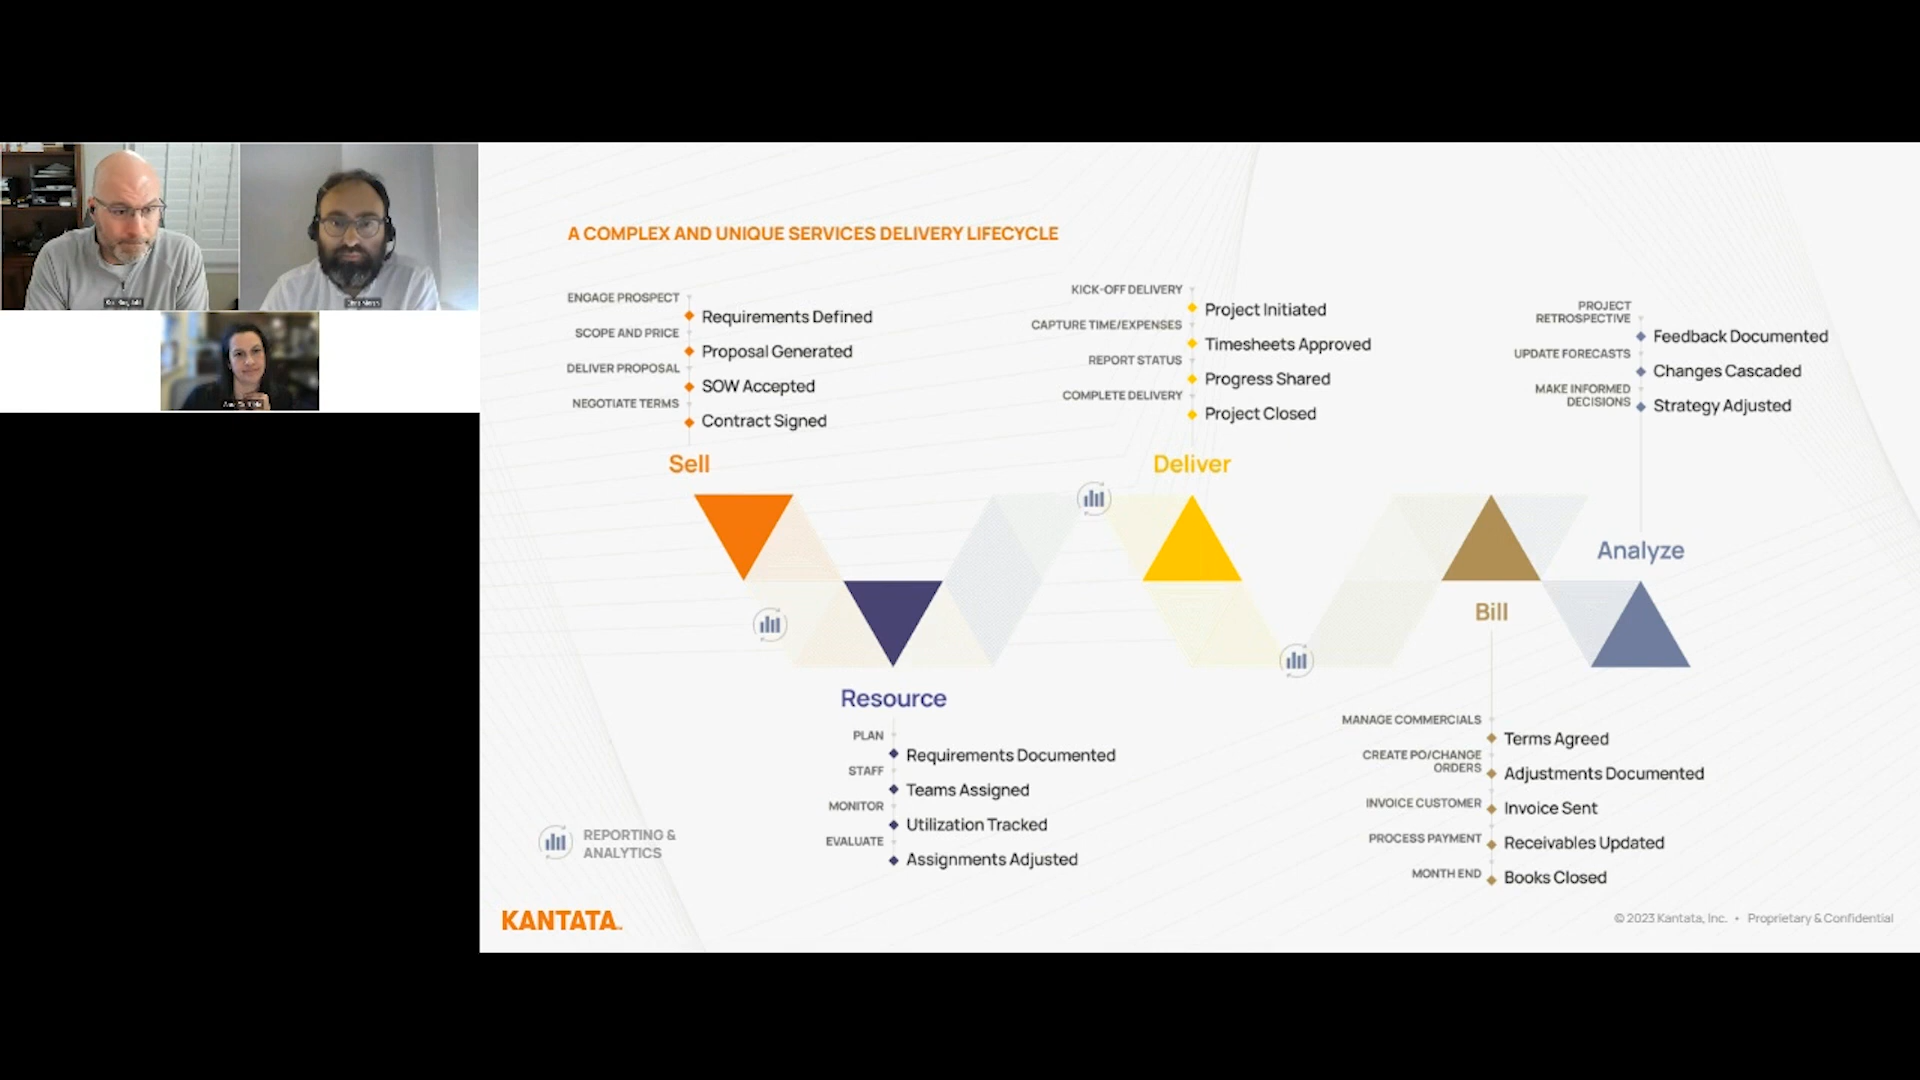 A COMPLEX AND UNIQUE SERVICES DELIVERY LIFECYCLE
ENGAGE PROSPECT
Requirements Defined
SCOPE AND PRICE
Proposal Generated
DELIVER PROPOSAL
SOW Accepted
NEGOTIATE TERMS
Contract Signed
Sell
KICK-OFF DELIVERY
Project Initiated
CAPTURE TIME/EXPENSES
Timesheets Approved
REPORT STATUS
Progress Shared
COMPLETE DELIVERY
Project Closed
Deliver
PROJECT
RETROSPECTIVE
Feedback Documented
UPDATE FORECASTS
Changes Cascaded
MAKE INFORMED
DECISIONS
Strategy Adjusted
Analyze
Resource
PLAN
Requirements Documented
STAFF
Teams Assigned
MONITOR
Utilization Tracked
EVALUATE
Assignments Adjusted
Bill
MANAGE COMMERCIALS
Terms Agreed
CREATE PO/CHANGE
ORDERS
Adjustments Documented
INVOICE CUSTOMER
Invoice Sent
PROCESS PAYMENT
Receivables Updated
MONTH END
Books Closed
REPORTING &
ANALYTICS
KANTATA
© 2023 Kantata, Inc. • Proprietary & Confidential